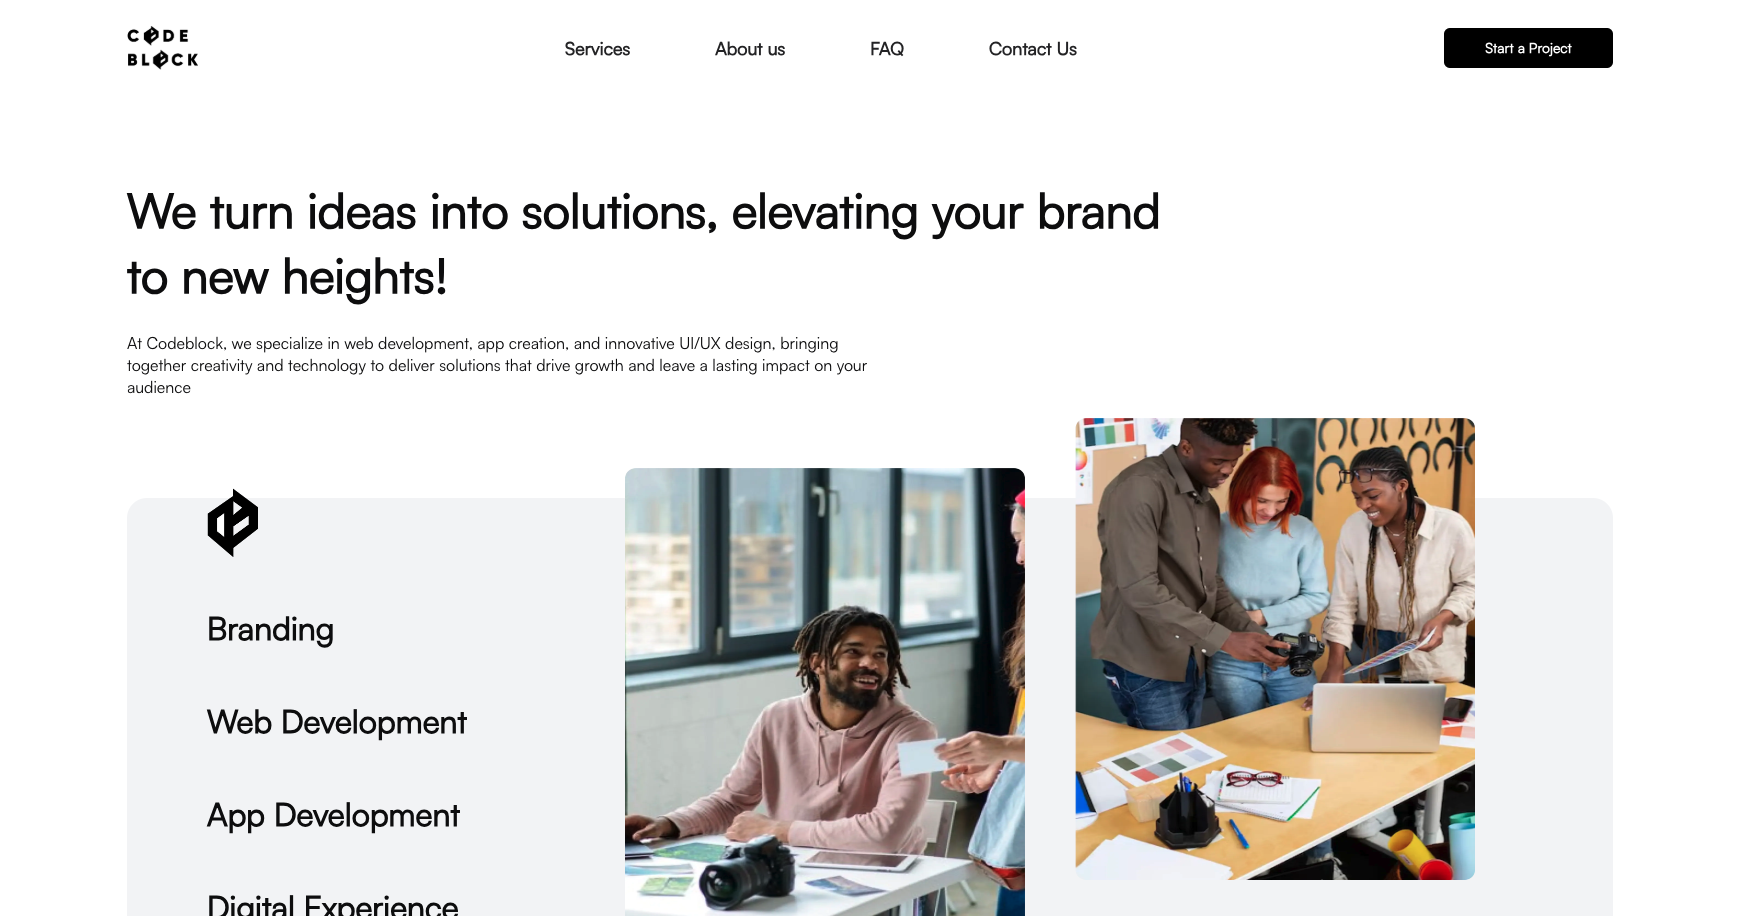 CODE
BLOCK
Services
About us
FAQ
Contact Us
Start a Project
We turn ideas into solutions, elevating your brand
to new heights!
At Codeblock, we specialize in web development, app creation, and innovative UI/UX design, bringing
together creativity and technology to deliver solutions that drive growth and leave a lasting impact on your
audience
Branding
Web Development
App Development
Digital Experience